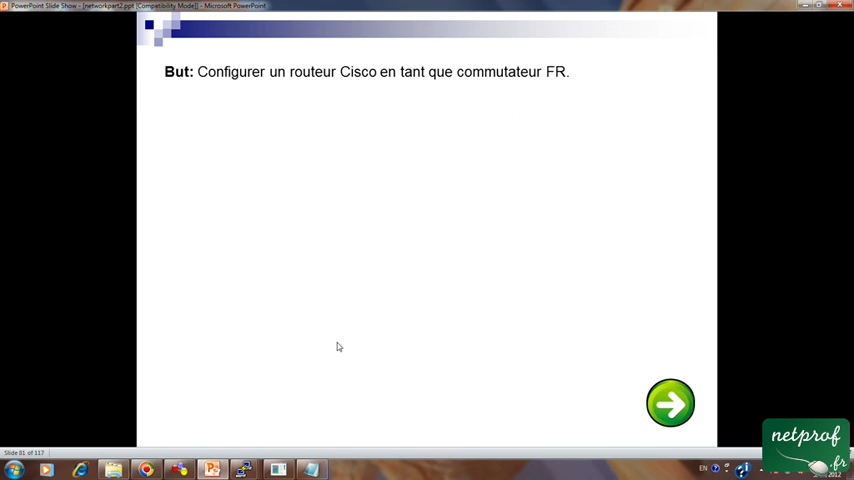 PowerPoint Slide Show - [networkpart2.ppt [Compatibility Mode]] - Microsoft PowerPoint
But: Configurer un routeur Cisco en tant que commutateur FR.
Slide 81 of 117
EN
netprof
.fr